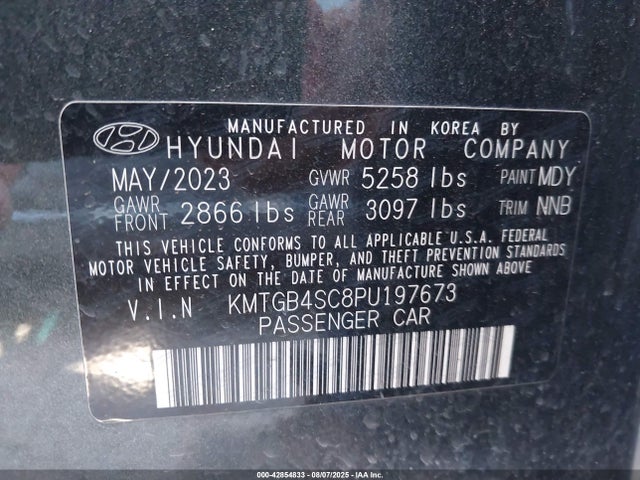 MANUFACTURED IN KOREA BY
HYUNDAI MOTOR COMPANY
MAY/2023 GVWR 5258 lbs PAINT MDY
GAWR FRONT 2866 lbs GAWR REAR 3097 lbs TRIM NNB
THIS VEHICLE CONFORMS TO ALL APPLICABLE U.S.A. FEDERAL
MOTOR VEHICLE SAFETY, BUMPER, AND THEFT PREVENTION STANDARDS
IN EFFECT ON THE DATE OF MANUFACTURE SHOWN ABOVE
V.I.N KMTGB4SC8PU197673
PASSENGER CAR
000-42854833 - 08/07/2025 - IAA Inc.